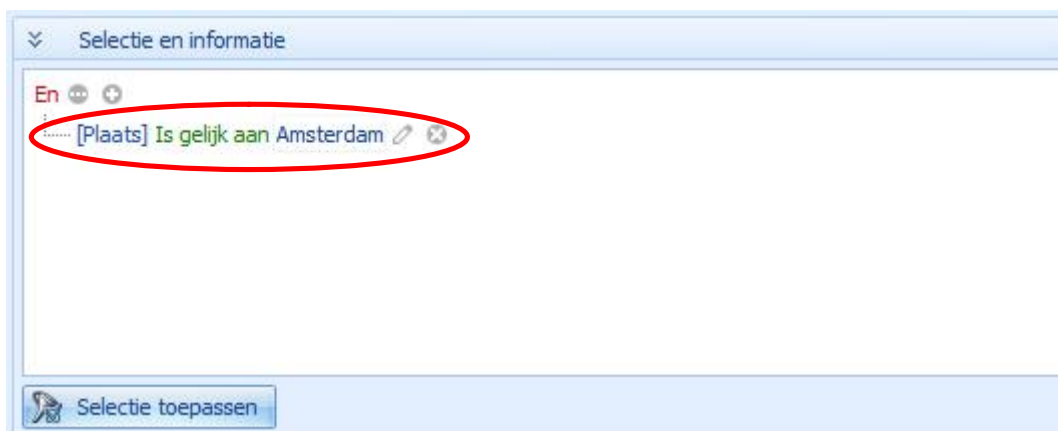 Selectie en informatie
En
[Plaats] Is gelijk aan Amsterdam
Selectie toepassen